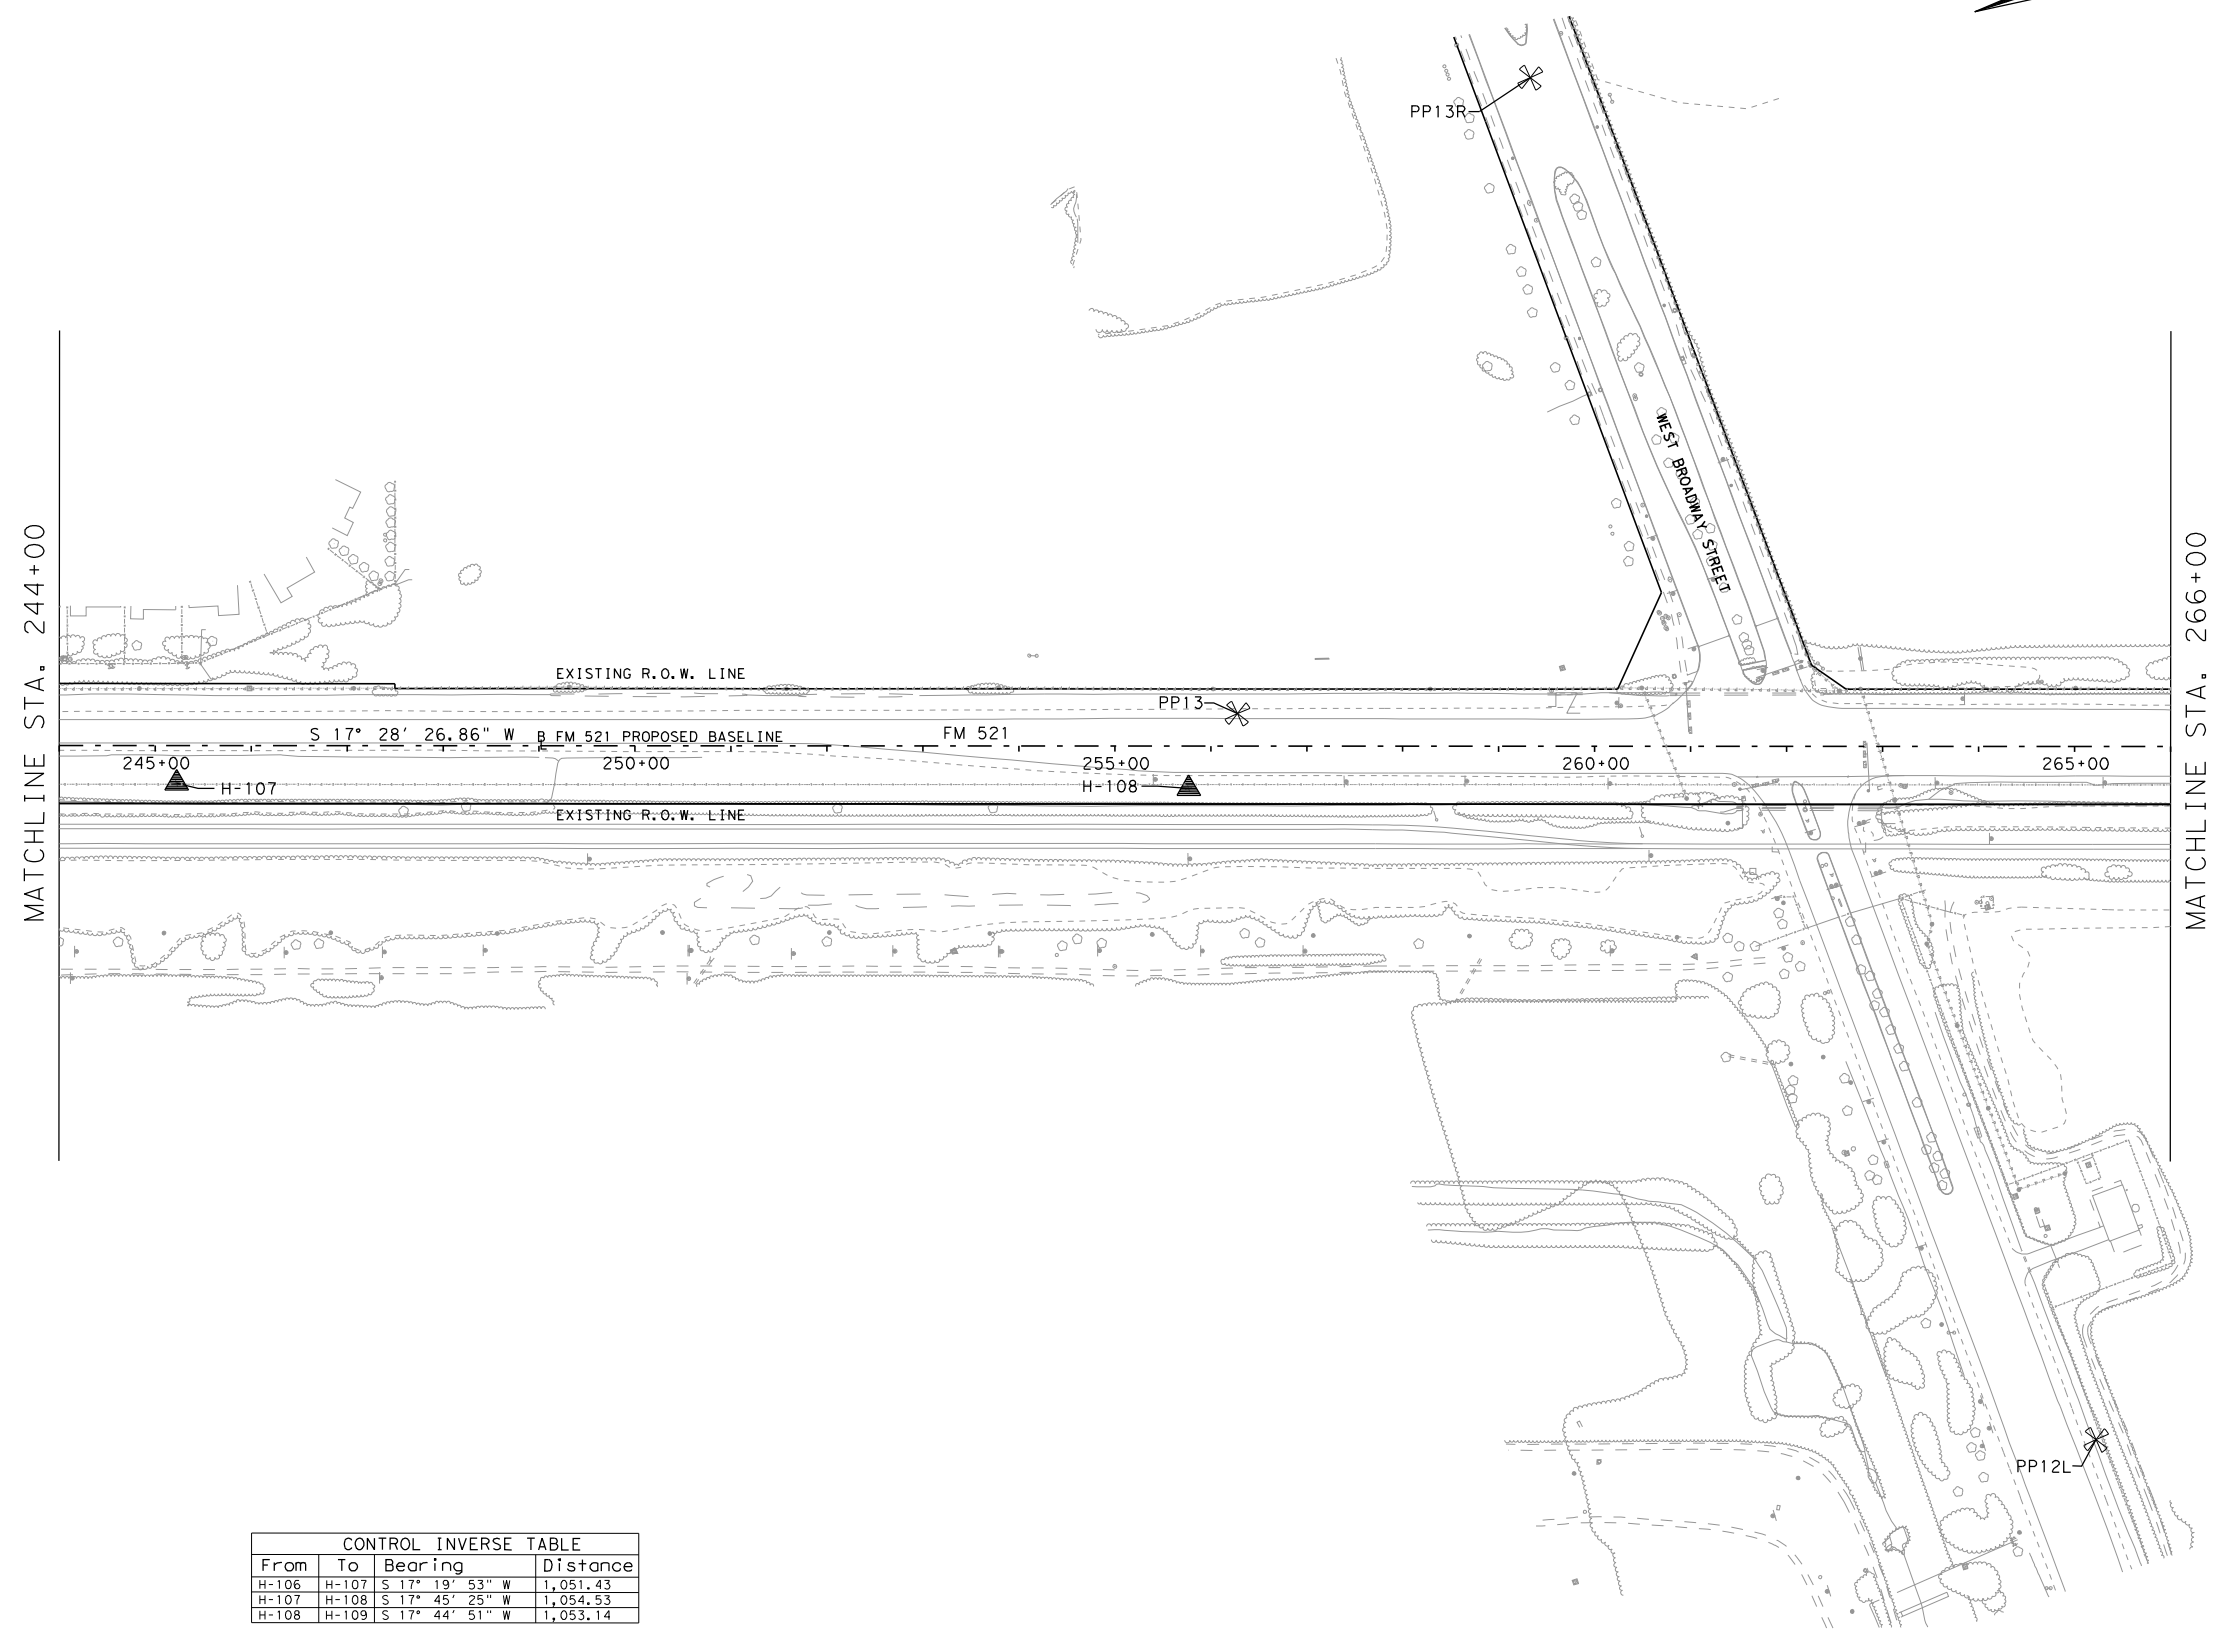 PP13R
WEST BROADWAY STREET
MATCHLINE STA. 244+00
MATCHLINE STA. 266+00
EXISTING R.O.W. LINE
PP13
S 17° 28' 26.86" W
B FM 521 PROPOSED BASELINE
FM 521
245+00
250+00
255+00
260+00
265+00
H-107
H-108
EXISTING R.O.W. LINE
PP12L
CONTROL INVERSE TABLE
From To Bearing Distance
H-106 H-107 S 17° 19' 53" W 1,051.43
H-107 H-108 S 17° 45' 25" W 1,054.53
H-108 H-109 S 17° 44' 51" W 1,053.14